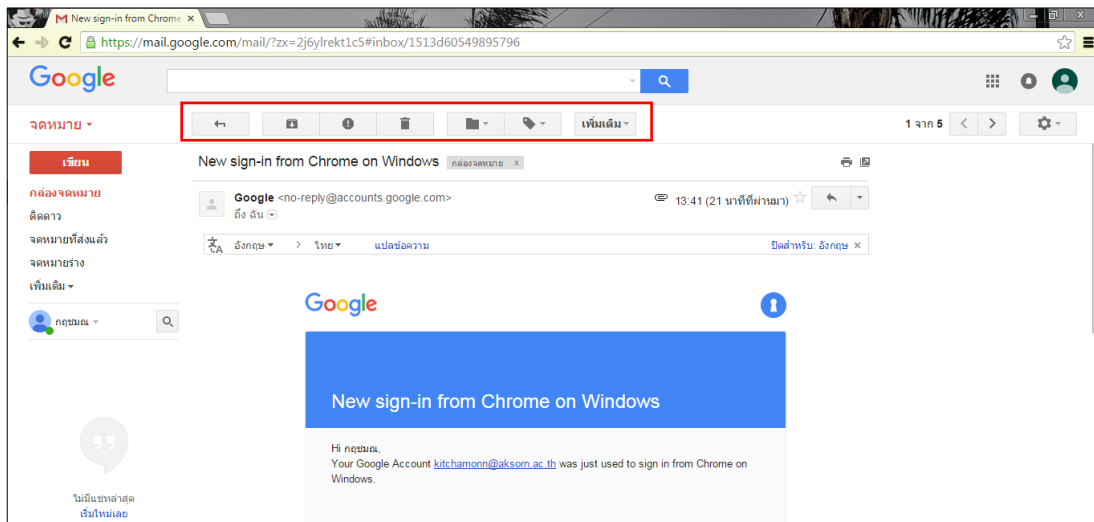 New sign-in from Chrome
https://mail.google.com/mail/?zx=2j6ylrekt1c5#inbox/1513d60549895796
Google
จดหมาย
เพิ่มเติม
1 จาก 5
เขียน
New sign-in from Chrome on Windows กล่องจดหมาย x
กล่องจดหมาย
Google <no-reply@accounts.google.com> 13:41 (21 นาทีที่ผ่านมา)
ถึง ฉัน
ติดดาว
จดหมายที่ส่งแล้ว
อังกฤษ > ไทย แปลข้อความ ปิดสำหรับ: อังกฤษ x
จดหมายร่าง
เพิ่มเติม
กฤชมณ
Google
New sign-in from Chrome on Windows
Hi กฤชมณ,
Your Google Account kitchamonn@aksorn.ac.th was just used to sign in from Chrome on
Windows.
ไม่มีแชทล่าสุด
เริ่มใหม่เลย